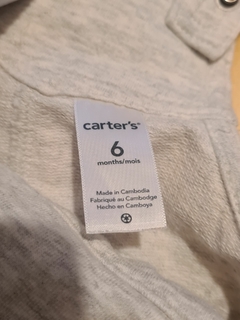 carter's®
6
months/mois
Made in Cambodia
Fabriqué au Cambodge
Hecho en Camboya